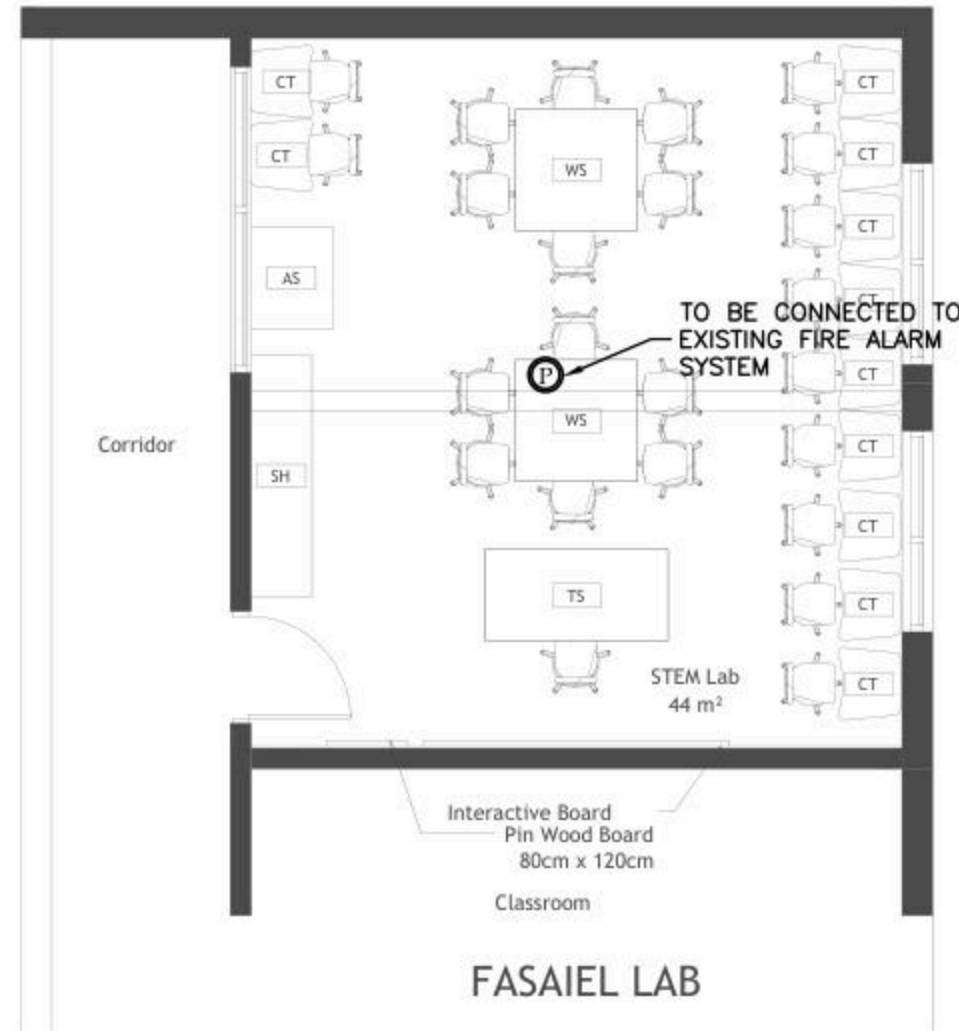 CT
CT
CT
CT
WS
CT
AS
CT
TO BE CONNECTED TO
EXISTING FIRE ALARM
SYSTEM
P
CT
WS
Corridor
CT
SH
CT
TS
CT
STEM Lab
44 m²
CT
Interactive Board
Pin Wood Board
80cm x 120cm
Classroom
FASAIEL LAB